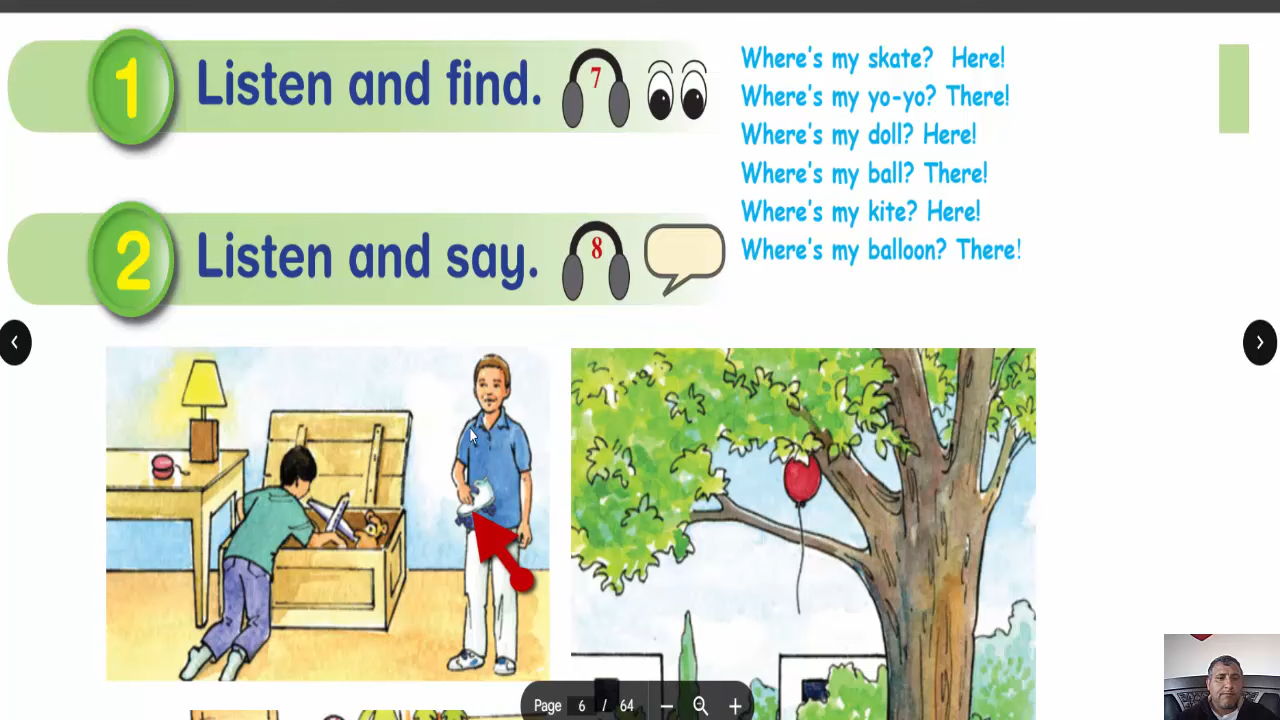 1 Listen and find. 7
Where's my skate? Here!
Where's my yo-yo? There!
Where's my doll? Here!
Where's my ball? There!
Where's my kite? Here!
Where's my balloon? There!
2 Listen and say. 8
Page 6 / 64